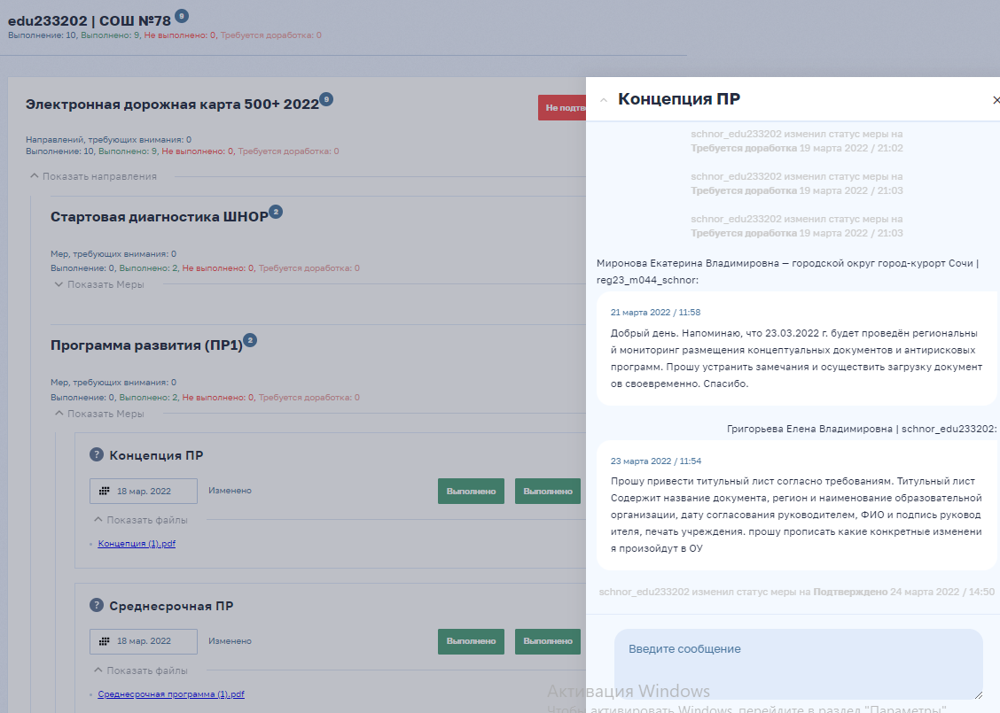 edu233202 | СОШ №78 9
Выполнение: 10, Выполнено: 9, Не выполнено: 0, Требуется доработка: 0
Электронная дорожная карта 500+ 2022 9
Не подтв
Направлений, требующих внимания: 0
Выполнение: 10, Выполнено: 9, Не выполнено: 0, Требуется доработка: 0
Показать направления
Стартовая диагностика ШНОР 2
Мер, требующих внимания: 0
Выполнение: 0, Выполнено: 2, Не выполнено: 0, Требуется доработка: 0
Показать Меры
Программа развития (ПР1) 2
Мер, требующих внимания: 0
Выполнение: 0, Выполнено: 2, Не выполнено: 0, Требуется доработка: 0
Показать Меры
? Концепция ПР
18 мар. 2022 Изменено Выполнено Выполнено
Показать файлы
Концепция (1).pdf
? Среднесрочная ПР
18 мар. 2022 Изменено Выполнено Выполнено
Показать файлы
Среднесрочная программа (1).pdf
Концепция ПР
schnor_edu233202 изменил статус меры на
Требуется доработка 19 марта 2022 / 21:02
schnor_edu233202 изменил статус меры на
Требуется доработка 19 марта 2022 / 21:03
schnor_edu233202 изменил статус меры на
Требуется доработка 19 марта 2022 / 21:03
Миронова Екатерина Владимировна — городской округ город-курорт Сочи |
reg23_m044_schnor:
21 марта 2022 / 11:58
Добрый день. Напоминаю, что 23.03.2022 г. будет проведён региональны
й мониторинг размещения концептуальных документов и антирисковых
программ. Прошу устранить замечания и осуществить загрузку документ
ов своевременно. Спасибо.
Григорьева Елена Владимировна | schnor_edu233202:
23 марта 2022 / 11:54
Прошу привести титульный лист согласно требованиям. Титульный лист
Содержит название документа, регион и наименование образовательной
организации, дату согласования руководителем, ФИО и подпись руковод
ителя, печать учреждения. прошу прописать какие конкретные изменени
я произойдут в ОУ
schnor_edu233202 изменил статус меры на Подтверждено 24 марта 2022 / 14:50
Введите сообщение
Активация Windows
Чтобы активировать Windows, перейдите в раздел "Параметры".